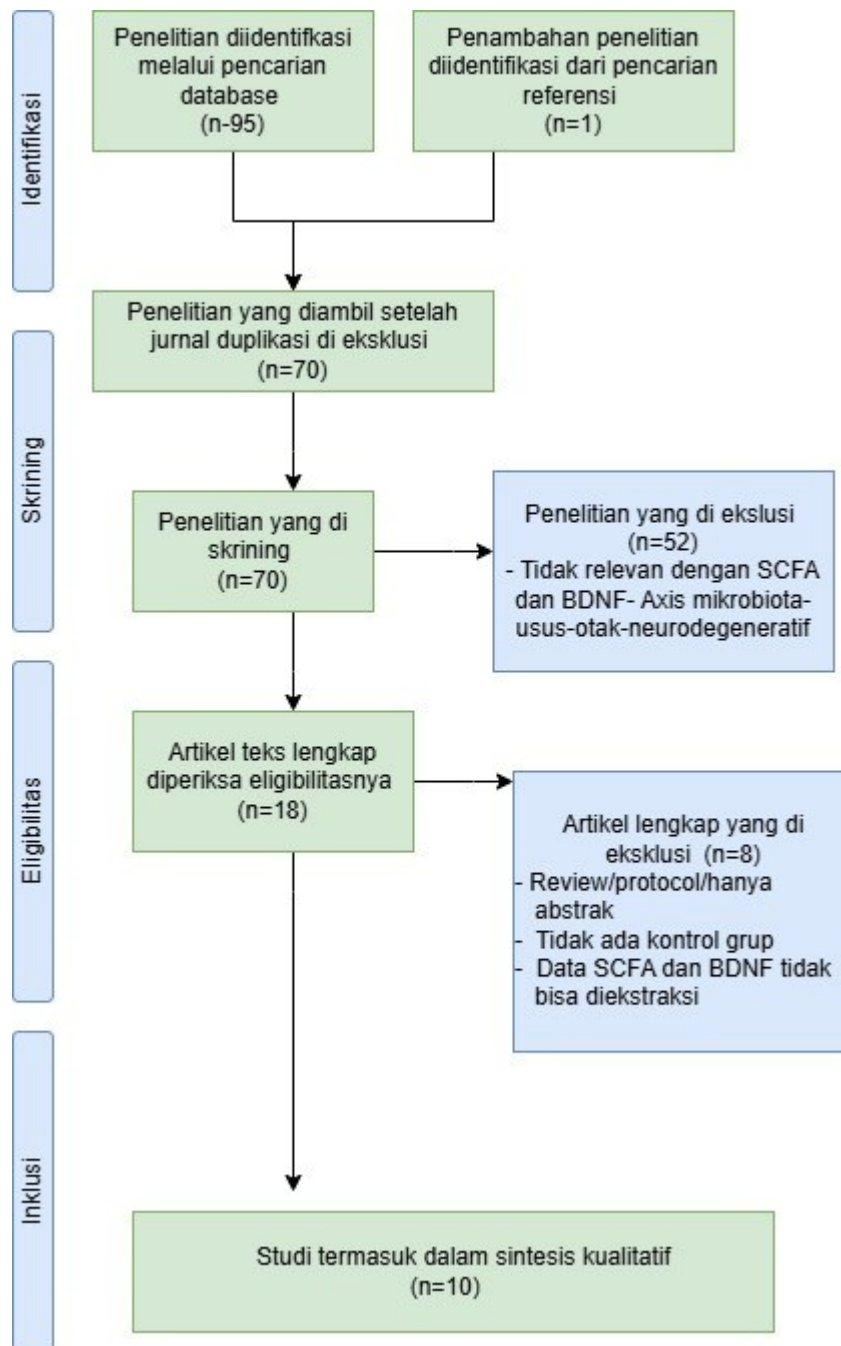 Identifikasi
Penelitian diidentifkasi
melalui pencarian
database
(n-95)
Penambahan penelitian
diidentifikasi dari pencarian
referensi
(n=1)
Penelitian yang diambil setelah
jurnal duplikasi di eksklusi
(n=70)
Skrining
Penelitian yang di
skrining
(n=70)
Penelitian yang di ekslusi
(n=52)
- Tidak relevan dengan SCFA
dan BDNF- Axis mikrobiota-
usus-otak-neurodegeneratif
Eligibilitas
Artikel teks lengkap
diperiksa eligibilitasnya
(n=18)
Artikel lengkap yang di
eksklusi (n=8)
- Review/protocol/hanya
abstrak
- Tidak ada kontrol grup
- Data SCFA dan BDNF tidak
bisa diekstraksi
Inklusi
Studi termasuk dalam sintesis kualitatif
(n=10)